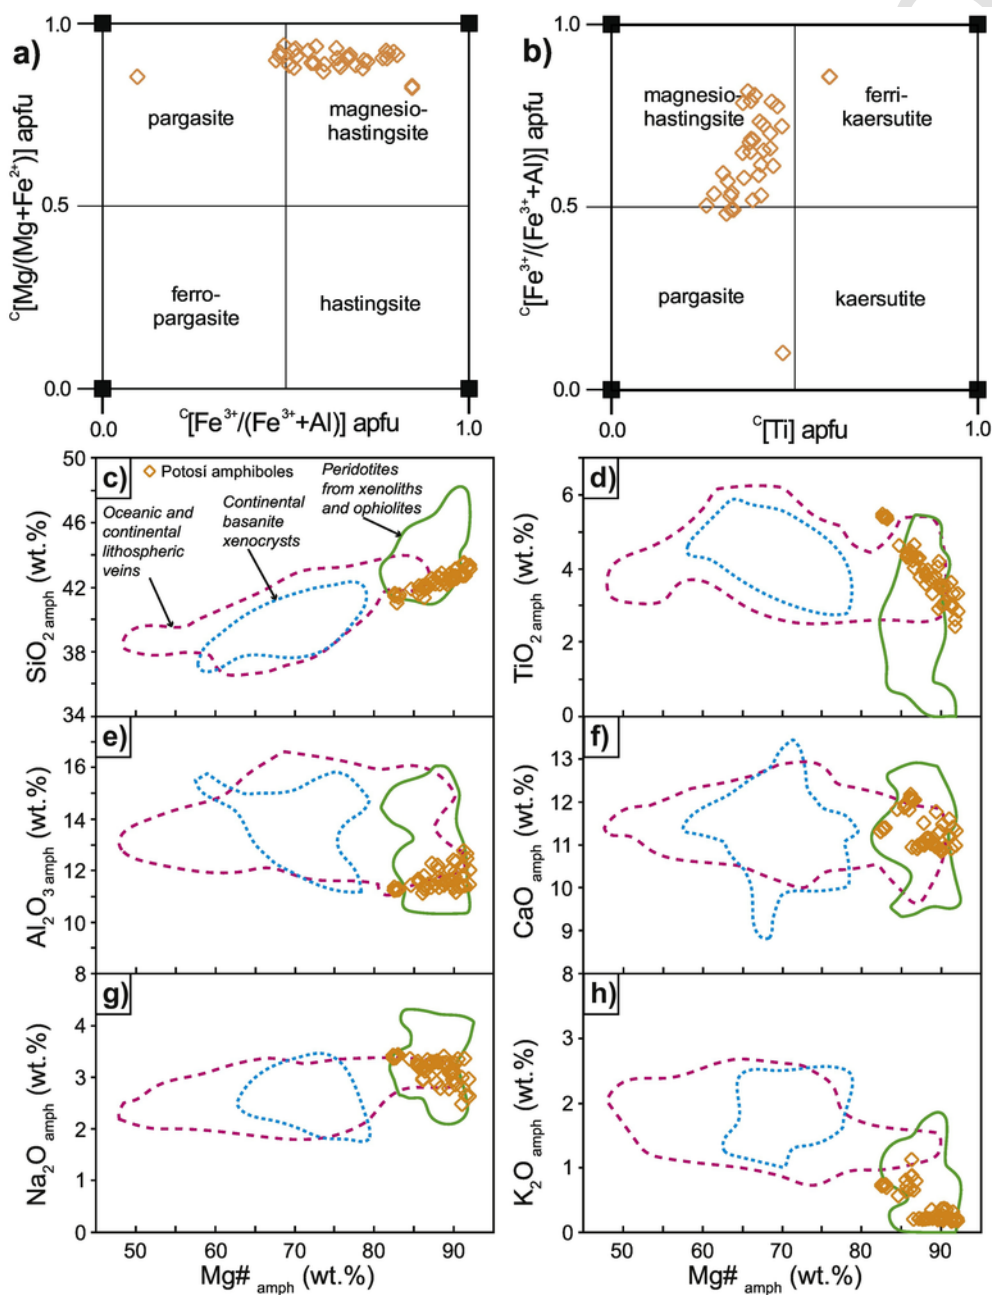 a)
1.0
0.5
0.0
C[Mg/(Mg+Fe2+)] apfu
pargasite
magnesio-
hastingsite
ferro-
pargasite
hastingsite
0.0
C[Fe3+/(Fe3++Al)] apfu
1.0
b)
1.0
0.5
0.0
C[Fe3+/(Fe3++Al)] apfu
magnesio-
hastingsite
ferri-
kaersutite
pargasite
kaersutite
0.0
C[Ti] apfu
1.0
c)
50
46
42
38
34
SiO2 amph (wt.%)
Potosí amphiboles
Oceanic and
continental
lithospheric
veins
Continental
basanite
xenocrysts
Peridotites
from xenoliths
and ophiolites
d)
6
4
2
0
TiO2 amph (wt.%)
e)
16
14
12
10
8
Al2O3 amph (wt.%)
f)
13
12
11
10
9
8
CaO amph (wt.%)
g)
4
3
2
1
0
Na2O amph (wt.%)
50
60
70
80
90
Mg# amph (wt.%)
h)
3
2
1
0
K2O amph (wt.%)
50
60
70
80
90
Mg# amph (wt.%)